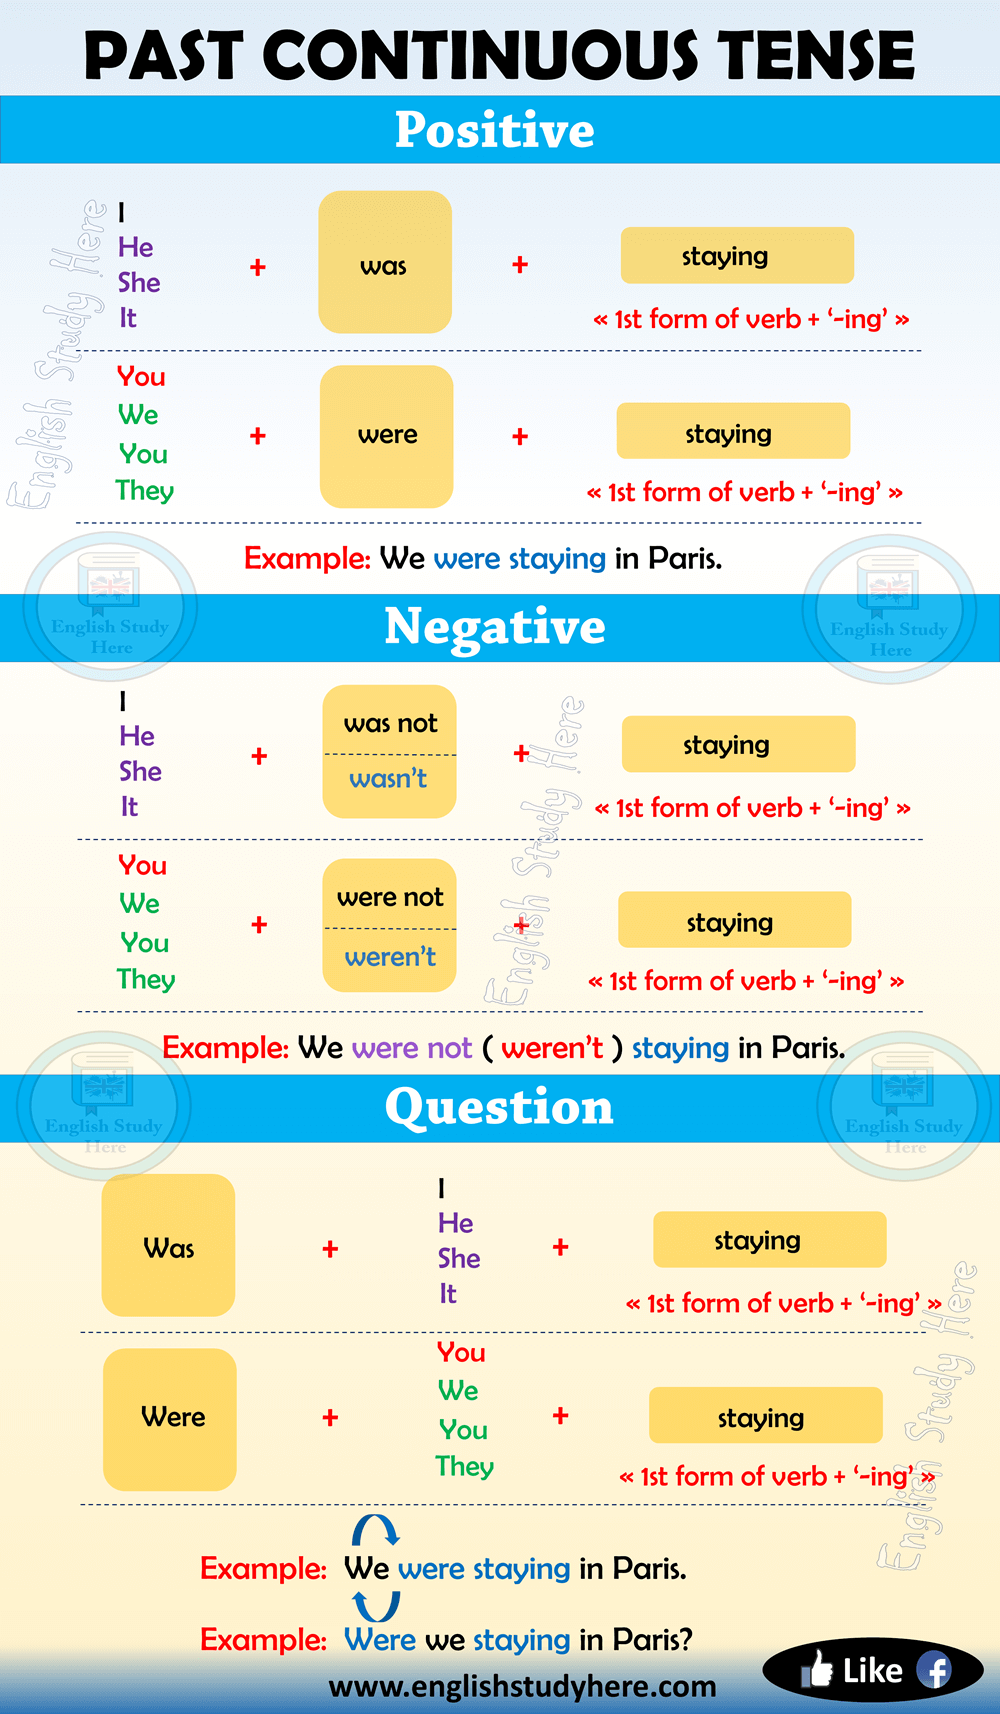 PAST CONTINUOUS TENSE
Positive
I
He
She
It
+
was
+
staying
« 1st form of verb + ‘-ing’ »
You
We
You
They
+
were
+
staying
« 1st form of verb + ‘-ing’ »
Example: We were staying in Paris.
English Study Here
English Study
Here
English Study
Here
Negative
I
He
She
It
+
was not
wasn’t
+
staying
« 1st form of verb + ‘-ing’ »
You
We
You
They
+
were not
weren’t
+
staying
« 1st form of verb + ‘-ing’ »
English Study Here
Example: We were not ( weren’t ) staying in Paris.
English Study
Here
English Study
Here
Question
Was
+
I
He
She
It
+
staying
« 1st form of verb + ‘-ing’ »
Were
+
You
We
You
They
+
staying
« 1st form of verb + ‘-ing’ »
English Study Here
Example: We were staying in Paris.
Example: Were we staying in Paris?
www.englishstudyhere.com
Like f